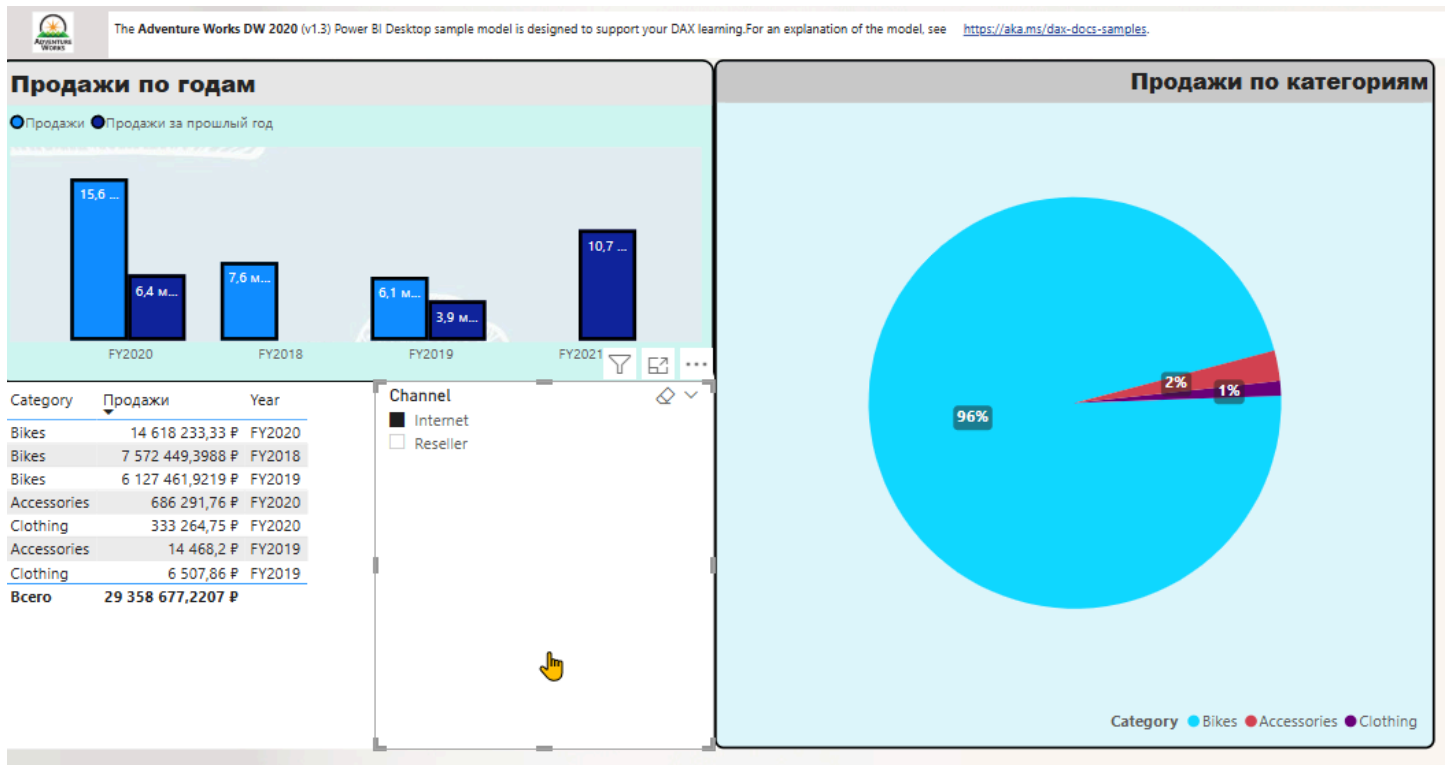 ADVENTURE WORKS
The Adventure Works DW 2020 (v1.3) Power BI Desktop sample model is designed to support your DAX learning.For an explanation of the model, see https://aka.ms/dax-docs-samples.
Продажи по годам
Продажи Продажи за прошлый год
15,6 ...
6,4 м...
7,6 м...
6,1 м...
3,9 м...
10,7 ...
FY2020 FY2018 FY2019 FY2021
Category Продажи Year
Bikes 14 618 233,33 ₽ FY2020
Bikes 7 572 449,3988 ₽ FY2018
Bikes 6 127 461,9219 ₽ FY2019
Accessories 686 291,76 ₽ FY2020
Clothing 333 264,75 ₽ FY2020
Accessories 14 468,2 ₽ FY2019
Clothing 6 507,86 ₽ FY2019
Всего 29 358 677,2207 ₽
Channel
Internet
Reseller
Продажи по категориям
2%
1%
96%
Category Bikes Accessories Clothing